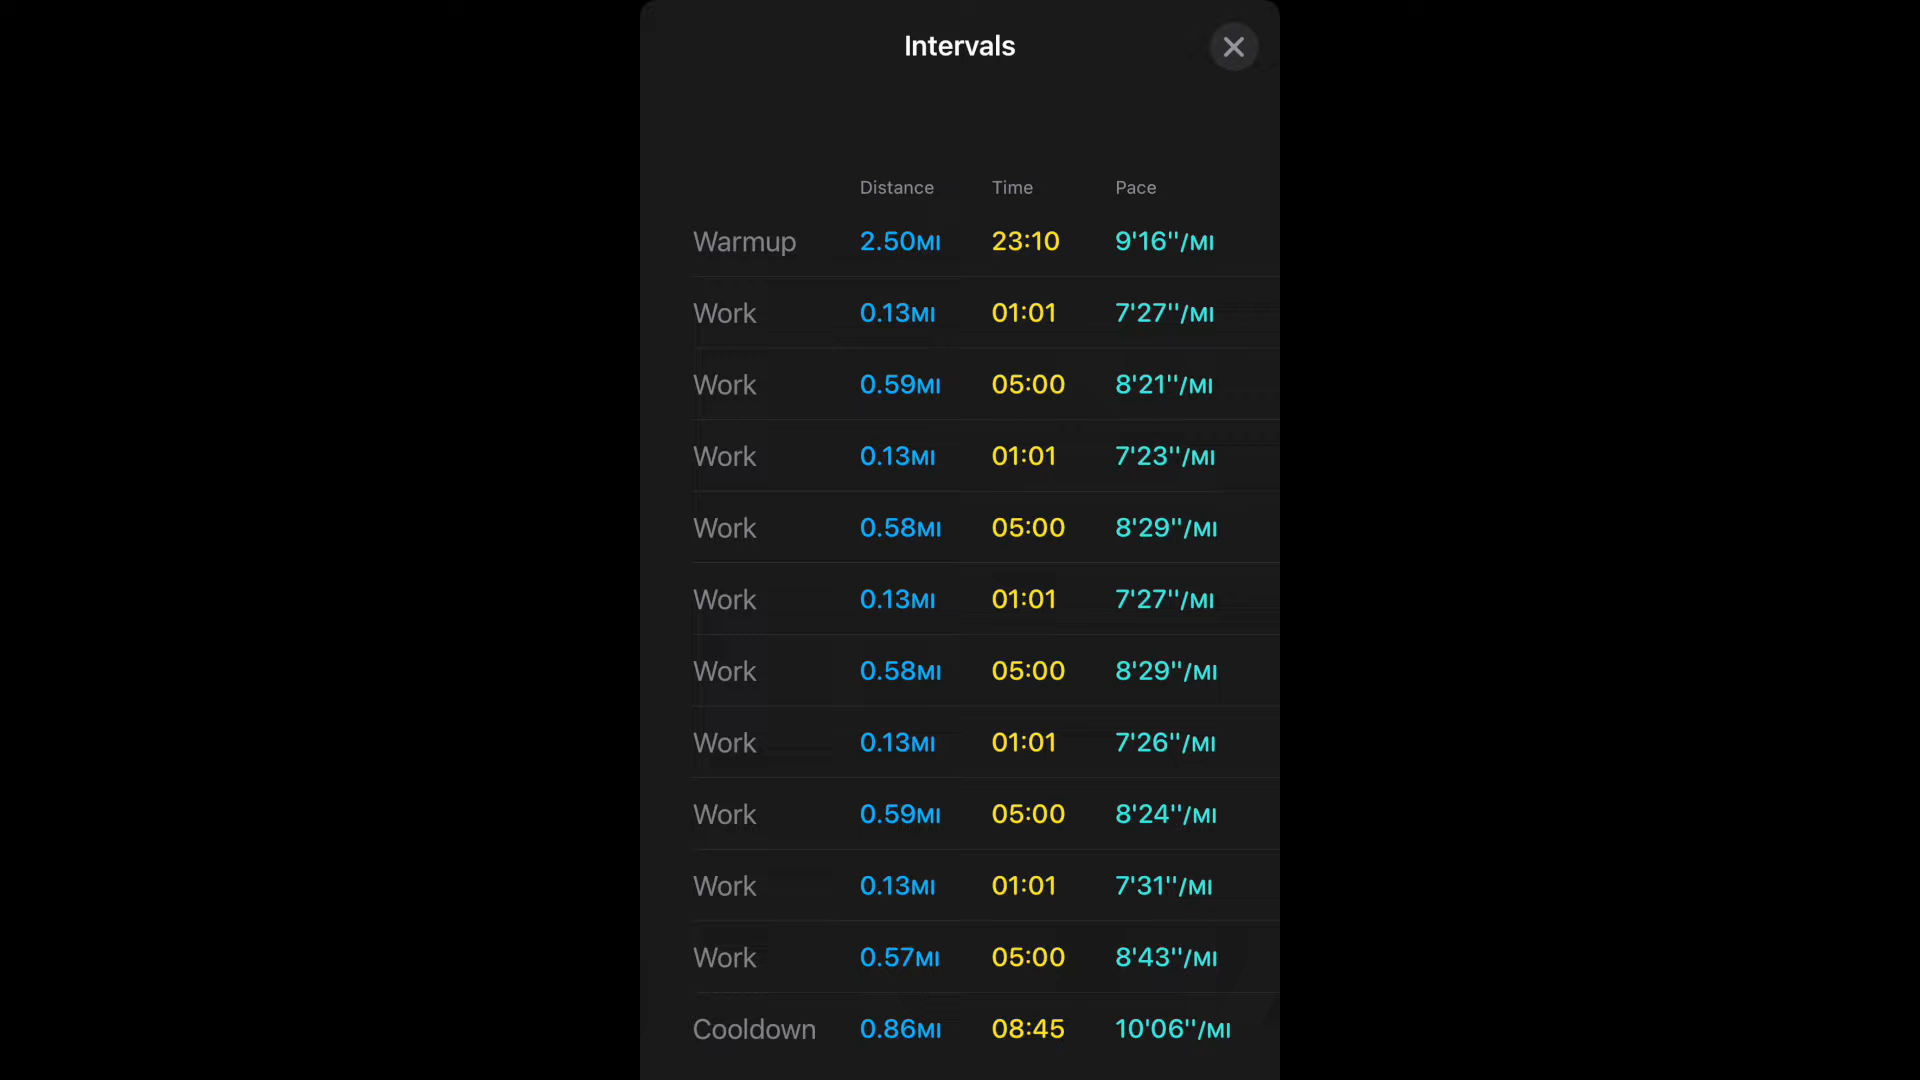 Intervals
Distance Time Pace
Warmup 2.50MI 23:10 9'16''/MI
Work 0.13MI 01:01 7'27''/MI
Work 0.59MI 05:00 8'21''/MI
Work 0.13MI 01:01 7'23''/MI
Work 0.58MI 05:00 8'29''/MI
Work 0.13MI 01:01 7'27''/MI
Work 0.58MI 05:00 8'29''/MI
Work 0.13MI 01:01 7'26''/MI
Work 0.59MI 05:00 8'24''/MI
Work 0.13MI 01:01 7'31''/MI
Work 0.57MI 05:00 8'43''/MI
Cooldown 0.86MI 08:45 10'06''/MI